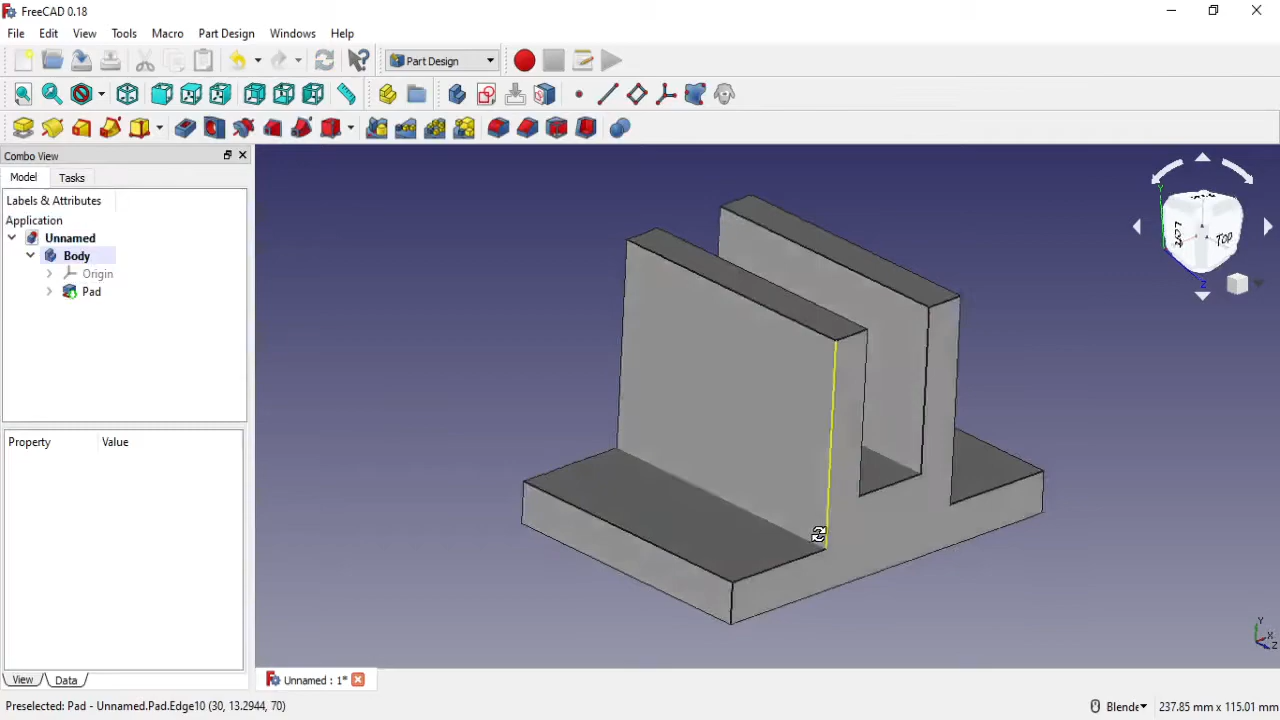 FreeCAD 0.18
File Edit View Tools Macro Part Design Windows Help
Part Design
Combo View
Model Tasks
Labels & Attributes
Application
Unnamed
Body
Origin
Pad
Property Value
View Data
LEFT
TOP
Y
Z
Y
X
Z
Unnamed : 1*
Preselected: Pad - Unnamed.Pad.Edge10 (30, 13.2944, 70)
Blende
237.85 mm x 115.01 mm